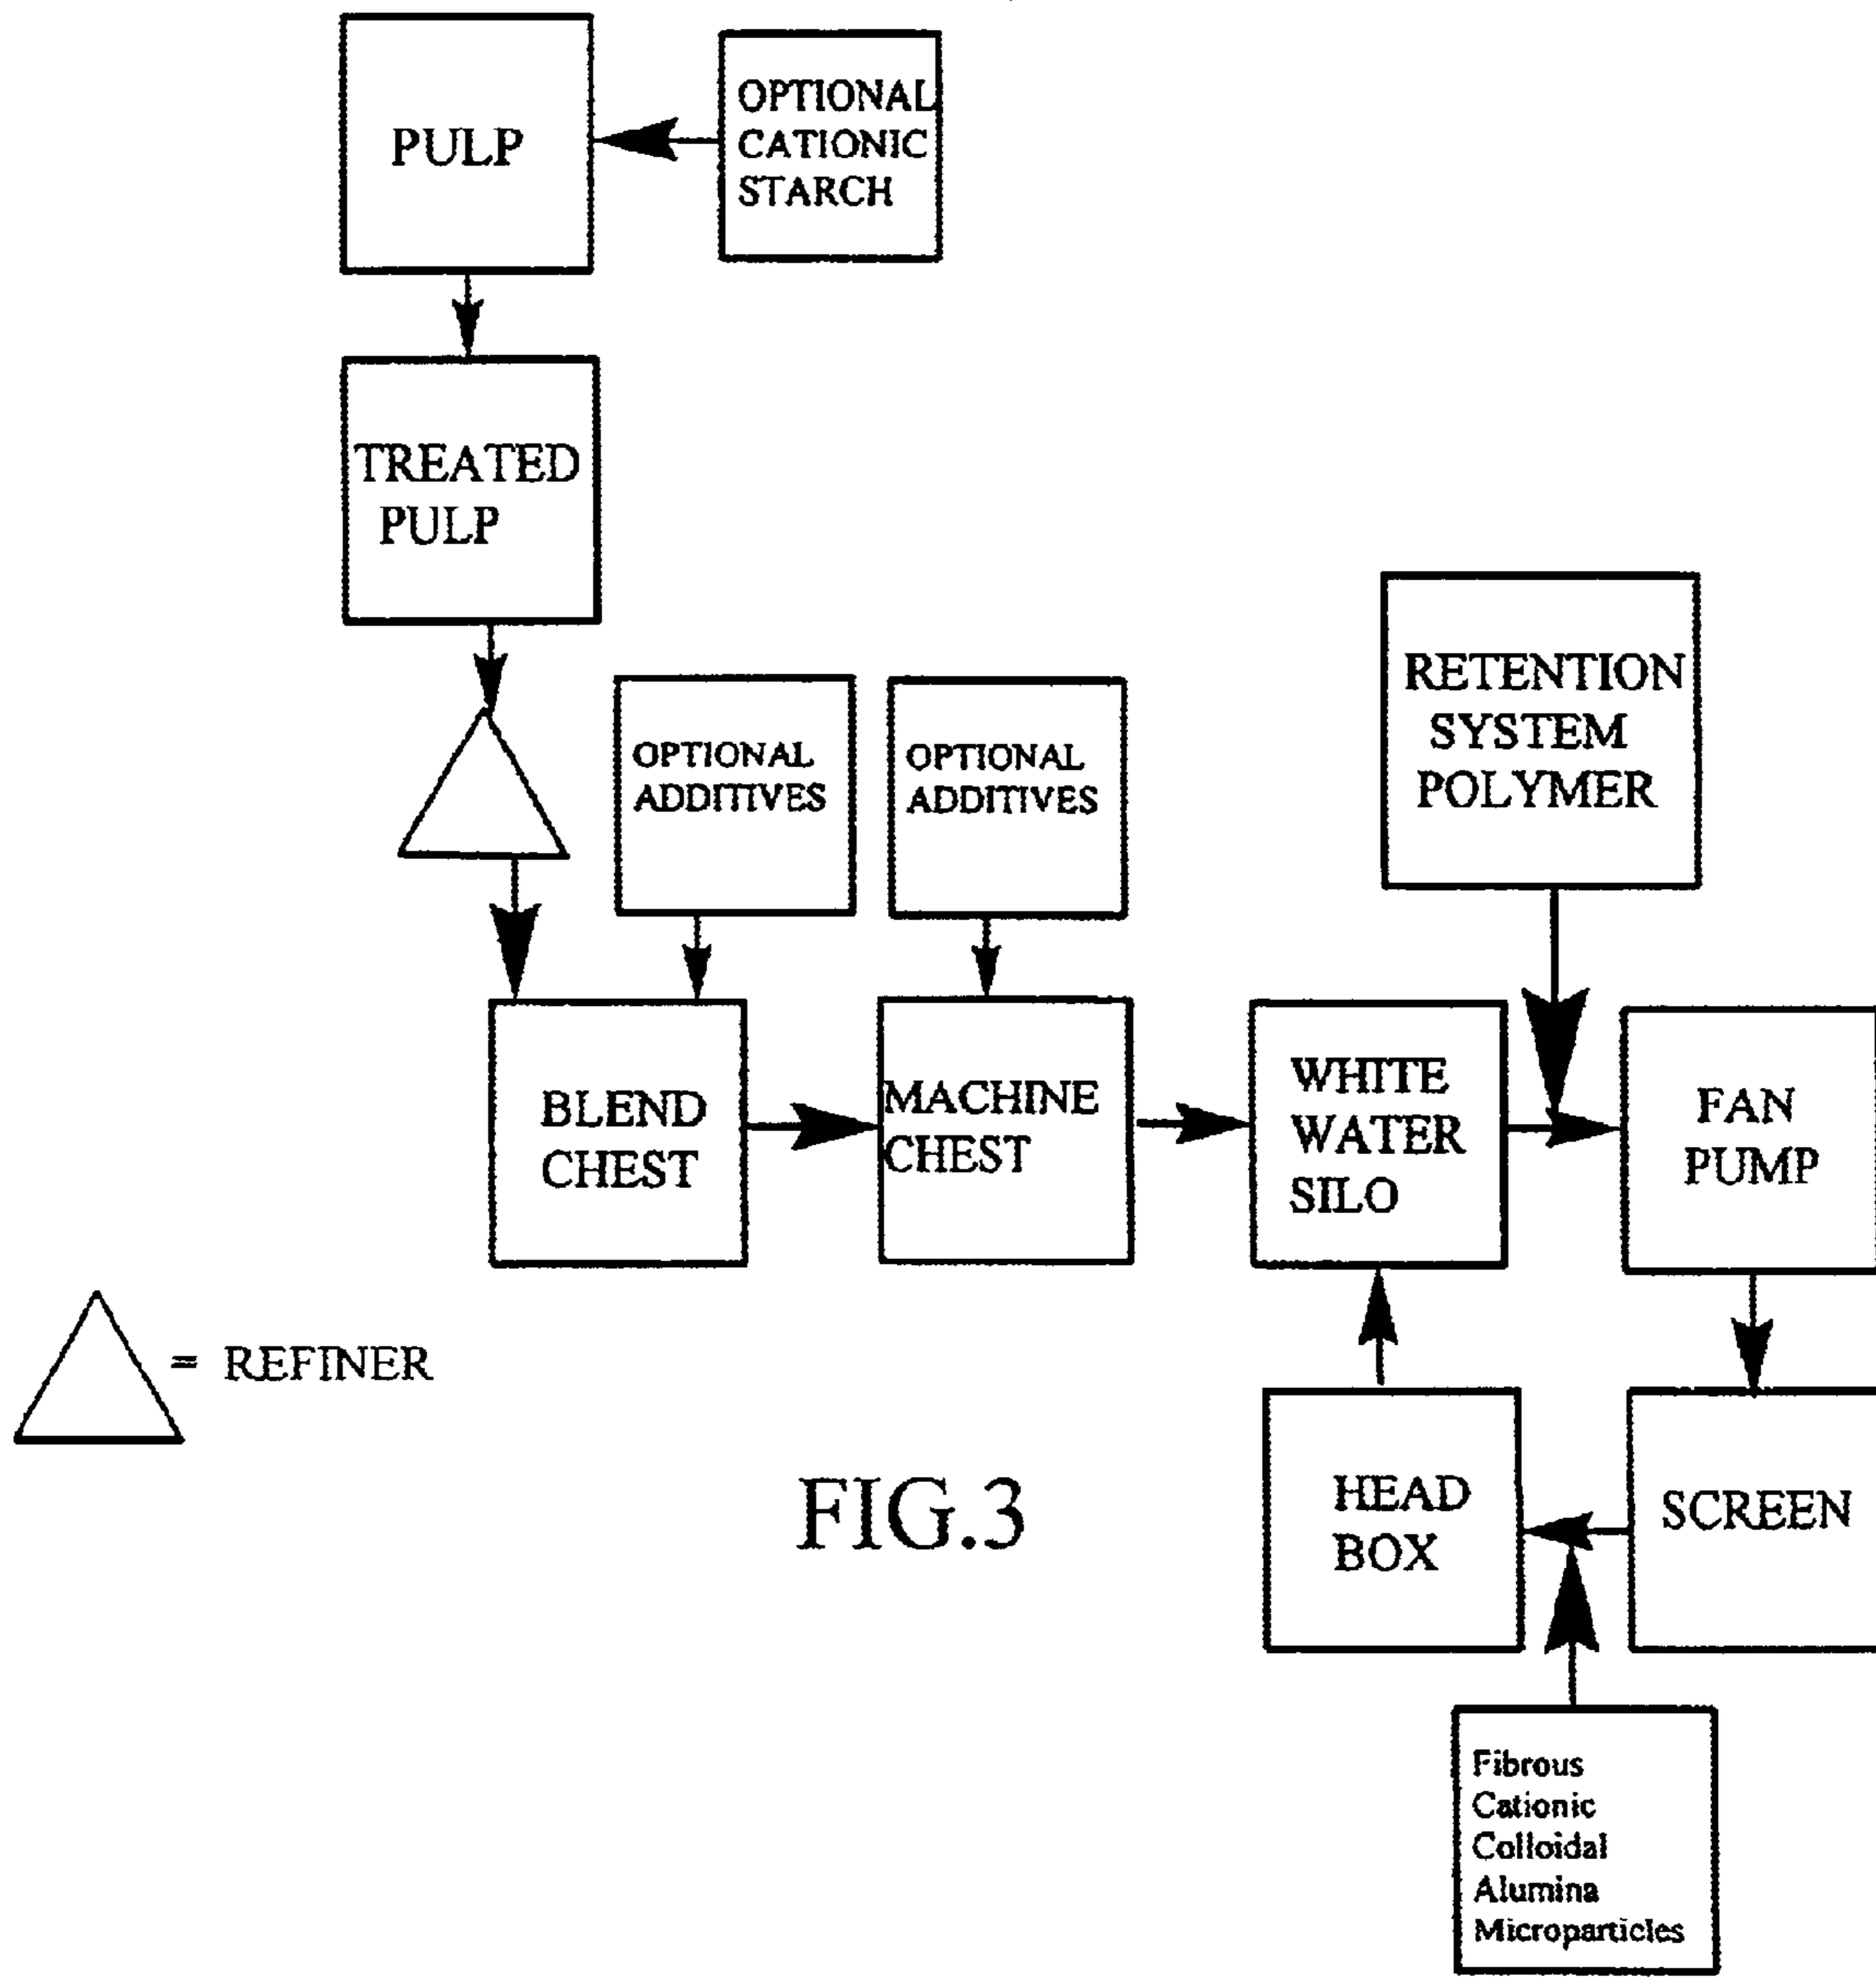 PULP
OPTIONAL
CATIONIC
STARCH
TREATED
PULP
OPTIONAL
ADDITIVES
OPTIONAL
ADDITIVES
RETENTION
SYSTEM
POLYMER
BLEND
CHEST
MACHINE
CHEST
WHITE
WATER
SILO
FAN
PUMP
= REFINER
HEAD
BOX
SCREEN
FIG.3
Fibrous
Cationic
Colloidal
Alumina
Microparticles